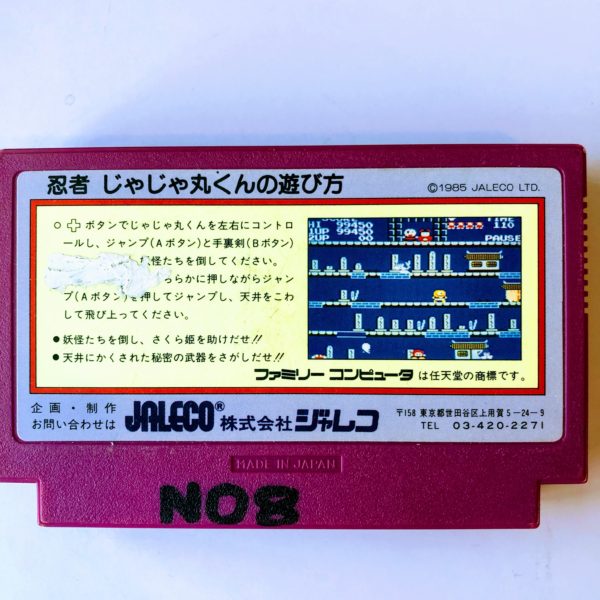 忍者 じゃじゃ丸くんの遊び方
©1985 JALECO LTD.
○ ボタンでじゃじゃ丸くんを左右にコントロ
ールし、ジャンプ(Aボタン)と手裏剣(Bボタン)
妖怪たちを倒してください。
ちらかに押しながらジャン
プ(Aボタン)を押してジャンプし、天井をこわ
して飛び上ってください。
●妖怪たちを倒し、さくら姫を助けだせ!!
●天井にかくされた秘密の武器をさがしだせ!!
HI 99450
1UP 99450
2UP 00
TIME
110
PAUSE
ファミリー コンピュータ は任天堂の商標です。
企画・制作
お問い合わせは
JALECO® 株式会社 ジャレコ
〒158 東京都世田谷区上用賀5-24-9
TEL 03-420-2271
MADE IN JAPAN
NO8